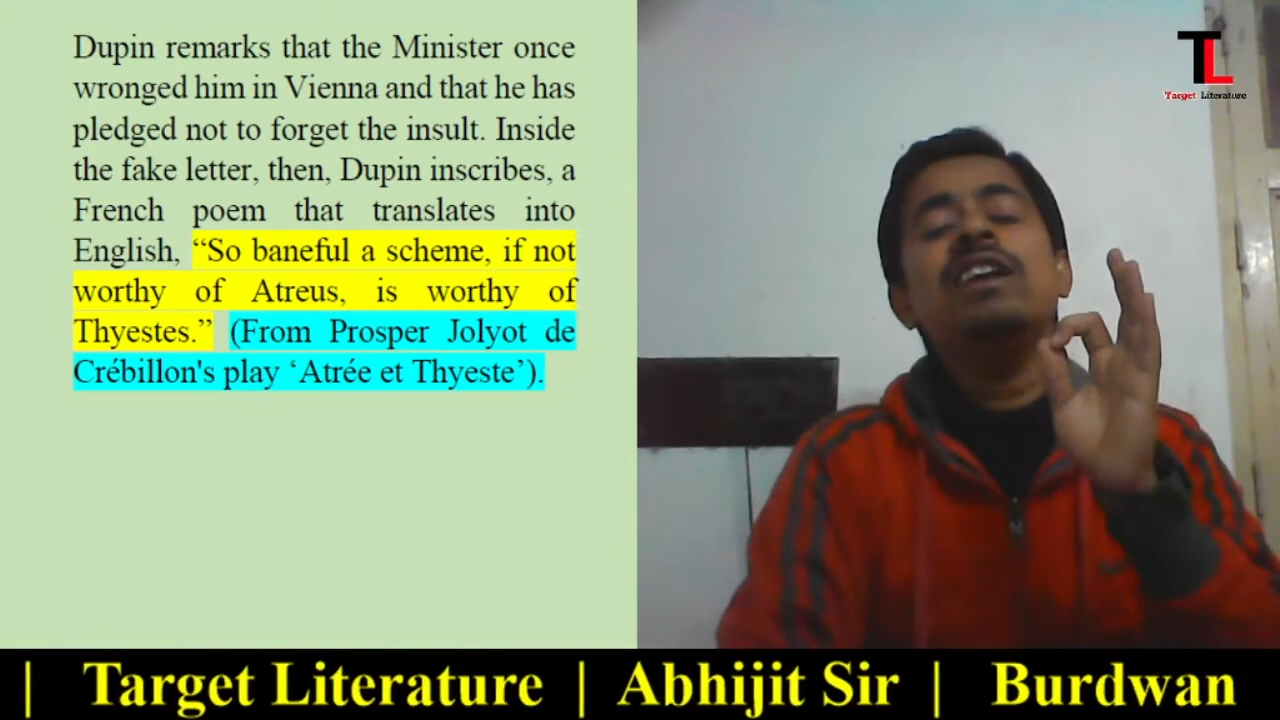 Dupin remarks that the Minister once
wronged him in Vienna and that he has
pledged not to forget the insult. Inside
the fake letter, then, Dupin inscribes, a
French poem that translates into
English, “So baneful a scheme, if not
worthy of Atreus, is worthy of
Thyestes.” (From Prosper Jolyot de
Crébillon's play ‘Atrée et Thyeste’).
TL
Target Literature
| Target Literature | Abhijit Sir | Burdwan